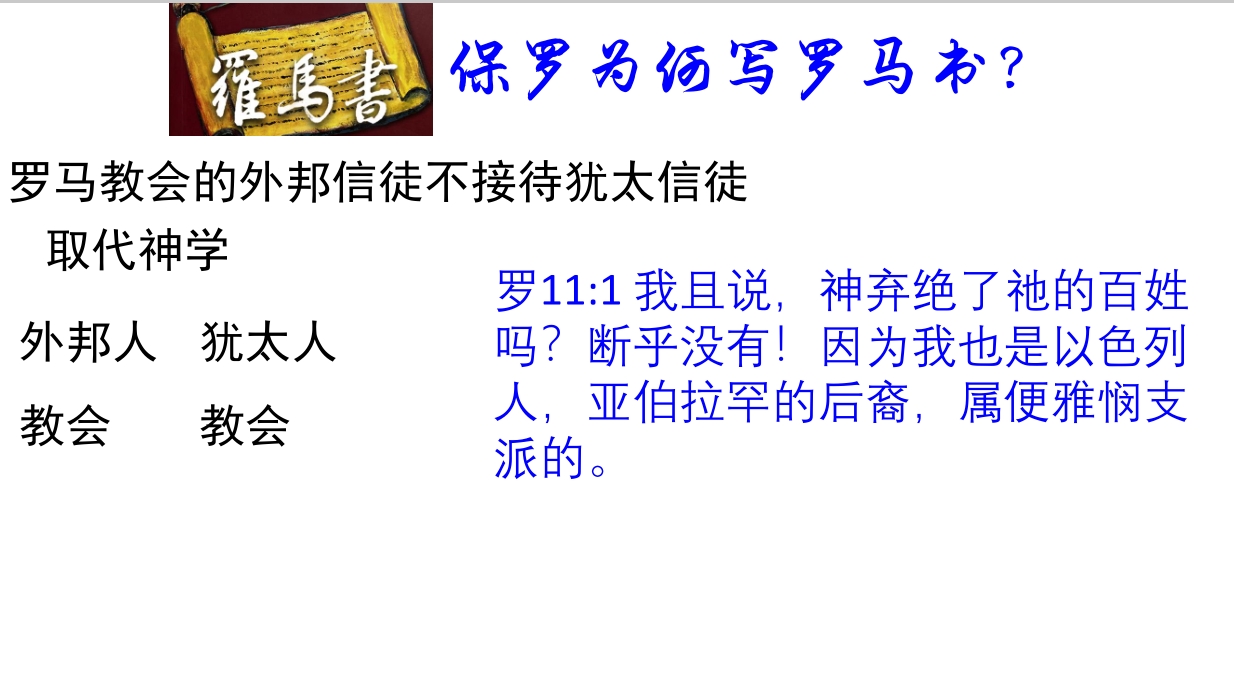 羅馬書
保罗为何写罗马书？
罗马教会的外邦信徒不接待犹太信徒
取代神学
外邦人 犹太人
教会 教会
罗11:1 我且说，神弃绝了祂的百姓
吗？断乎没有！因为我也是以色列
人，亚伯拉罕的后裔，属便雅悯支
派的。